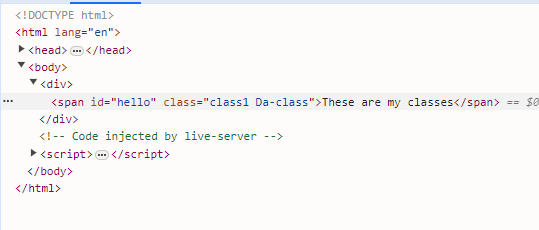 <!DOCTYPE html>
<html lang="en">
<head> ··· </head>
<body>
<div>
··· <span id="hello" class="class1 Da-class">These are my classes</span> == $0
</div>
<!-- Code injected by live-server -->
<script> ··· </script>
</body>
</html>